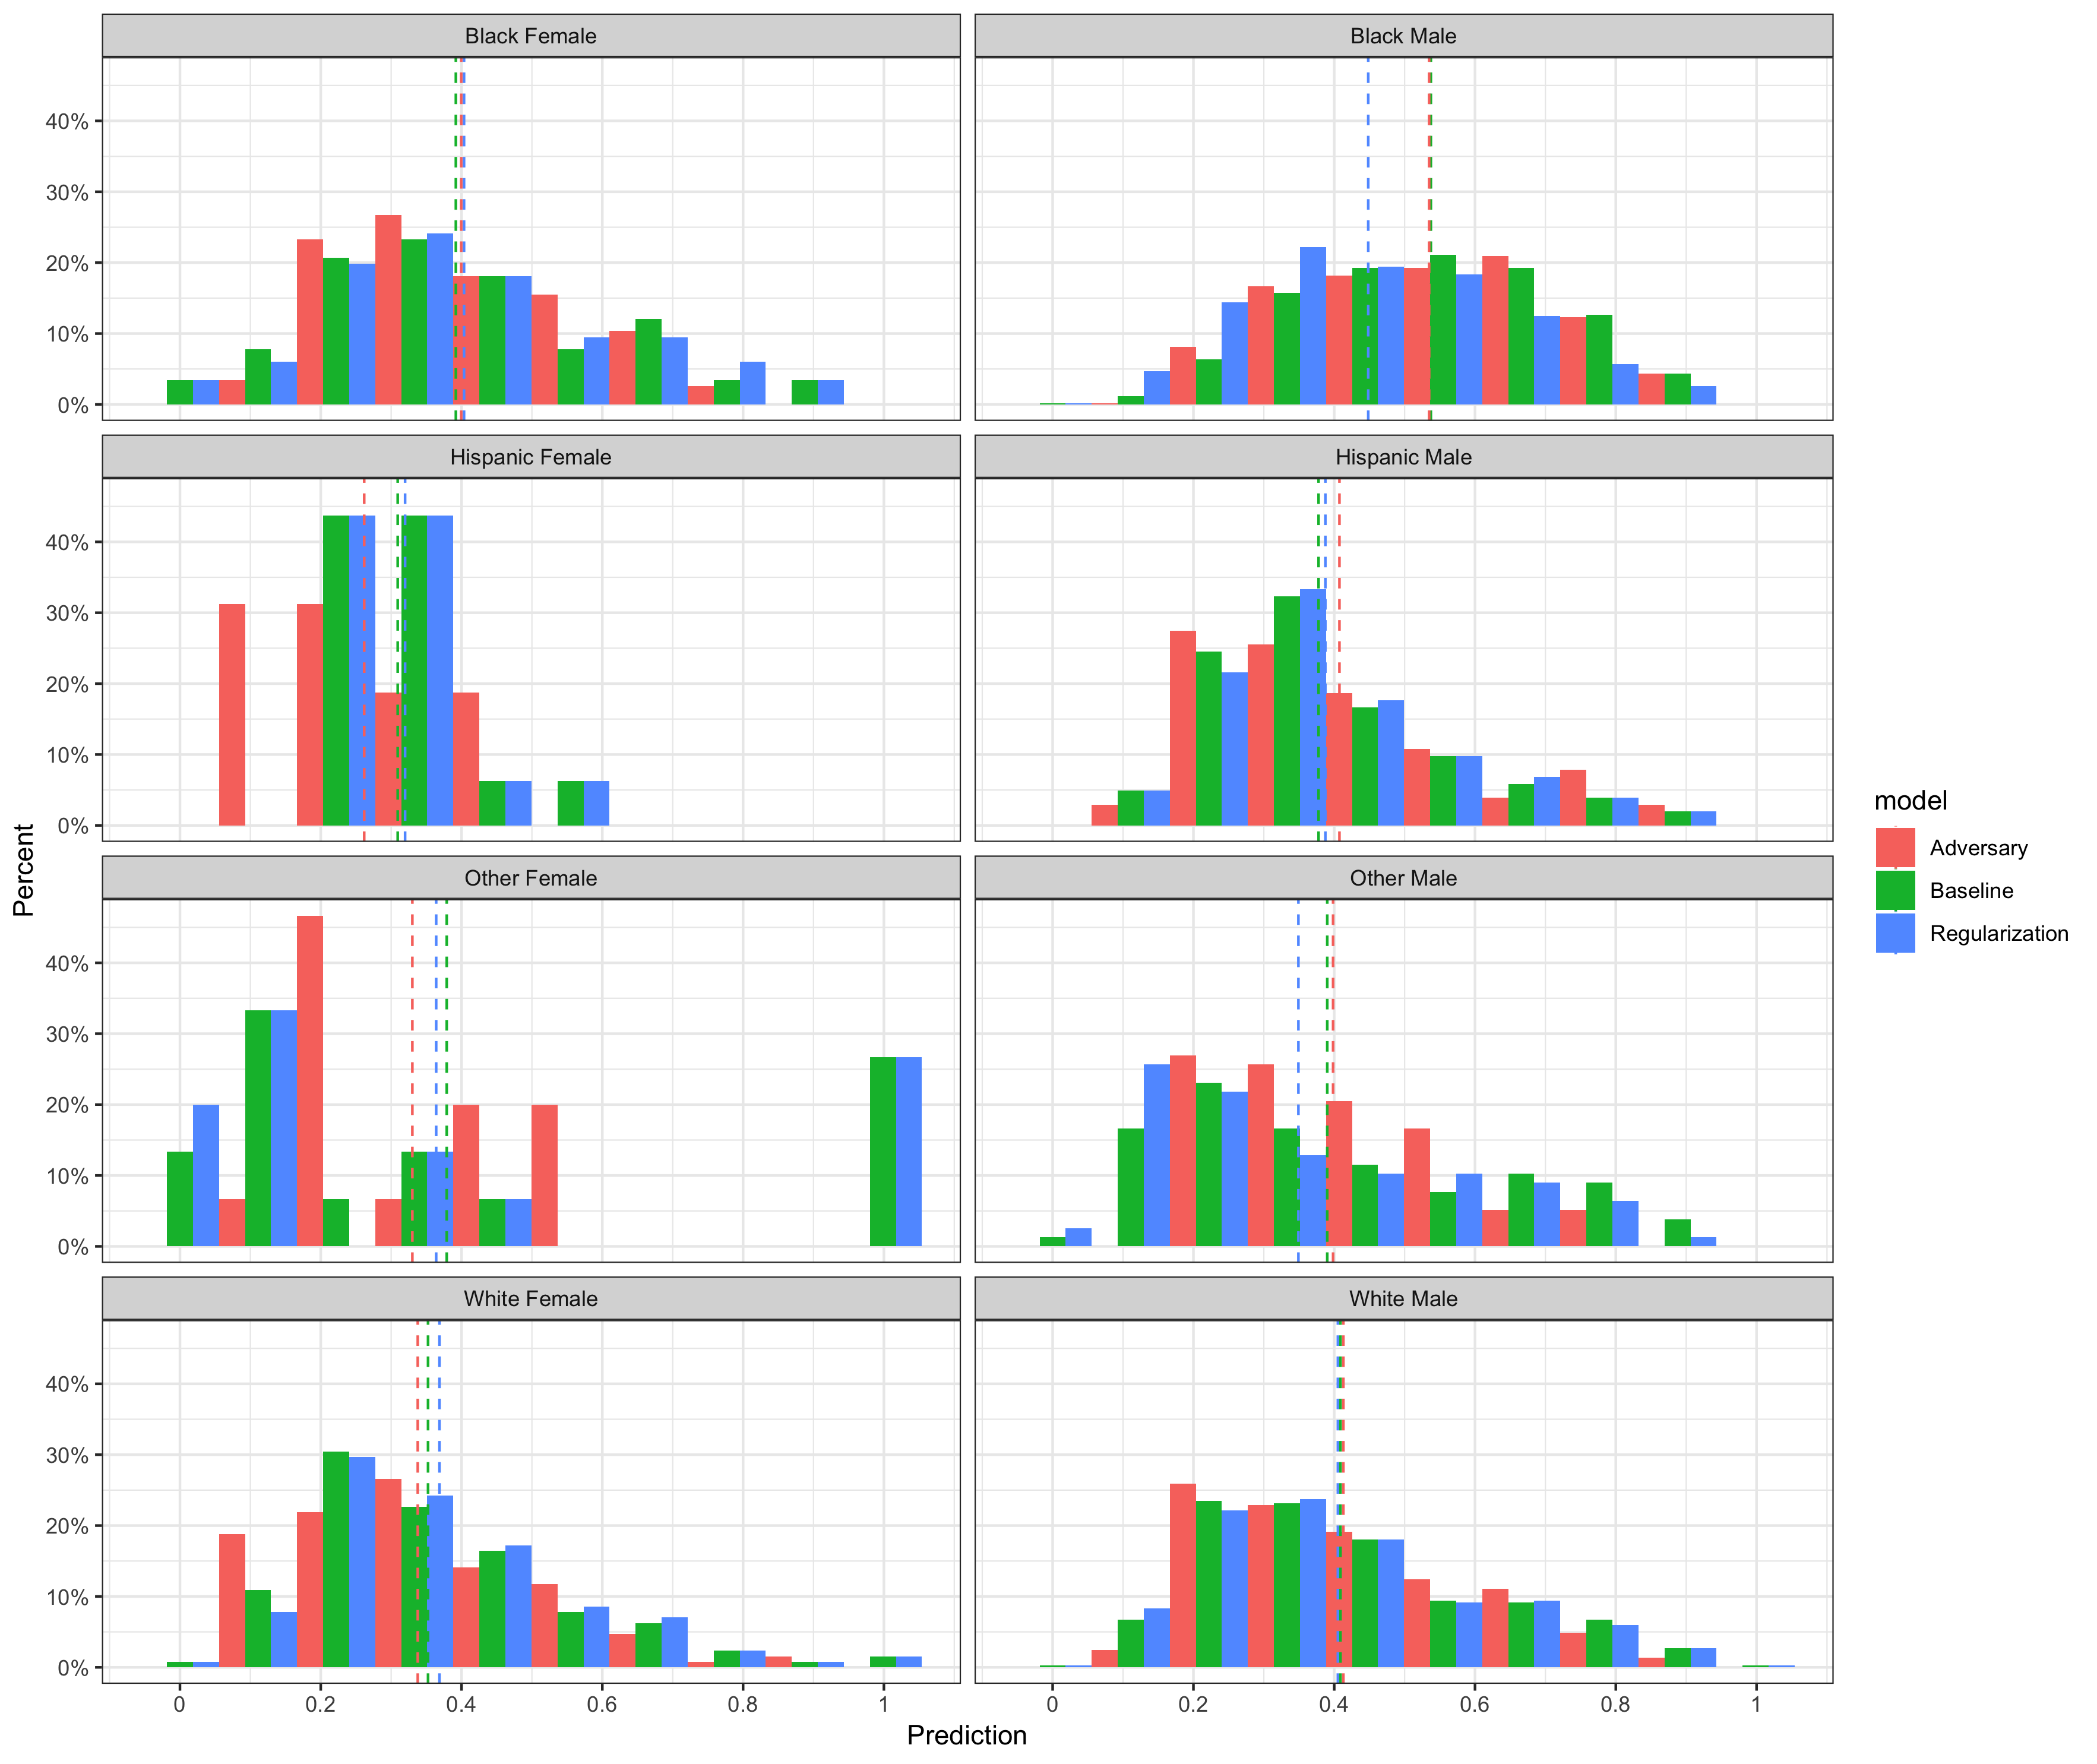 Black Female
Black Male
40%
30%
20%
10%
0%
Hispanic Female
Hispanic Male
40%
30%
20%
10%
0%
Other Female
Other Male
40%
30%
20%
10%
0%
White Female
White Male
40%
30%
20%
10%
0%
0 0.2 0.4 0.6 0.8 1
0 0.2 0.4 0.6 0.8 1
Prediction
Percent
model
Adversary
Baseline
Regularization